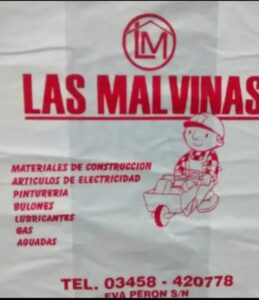 LM
LAS MALVINAS
MATERIALES DE CONSTRUCCION
ARTICULOS DE ELECTRICIDAD
PINTURERIA
BULONES
LUBRICANTES
GAS
AGUADAS
TEL. 03458 - 420778
EVA PERON S/N